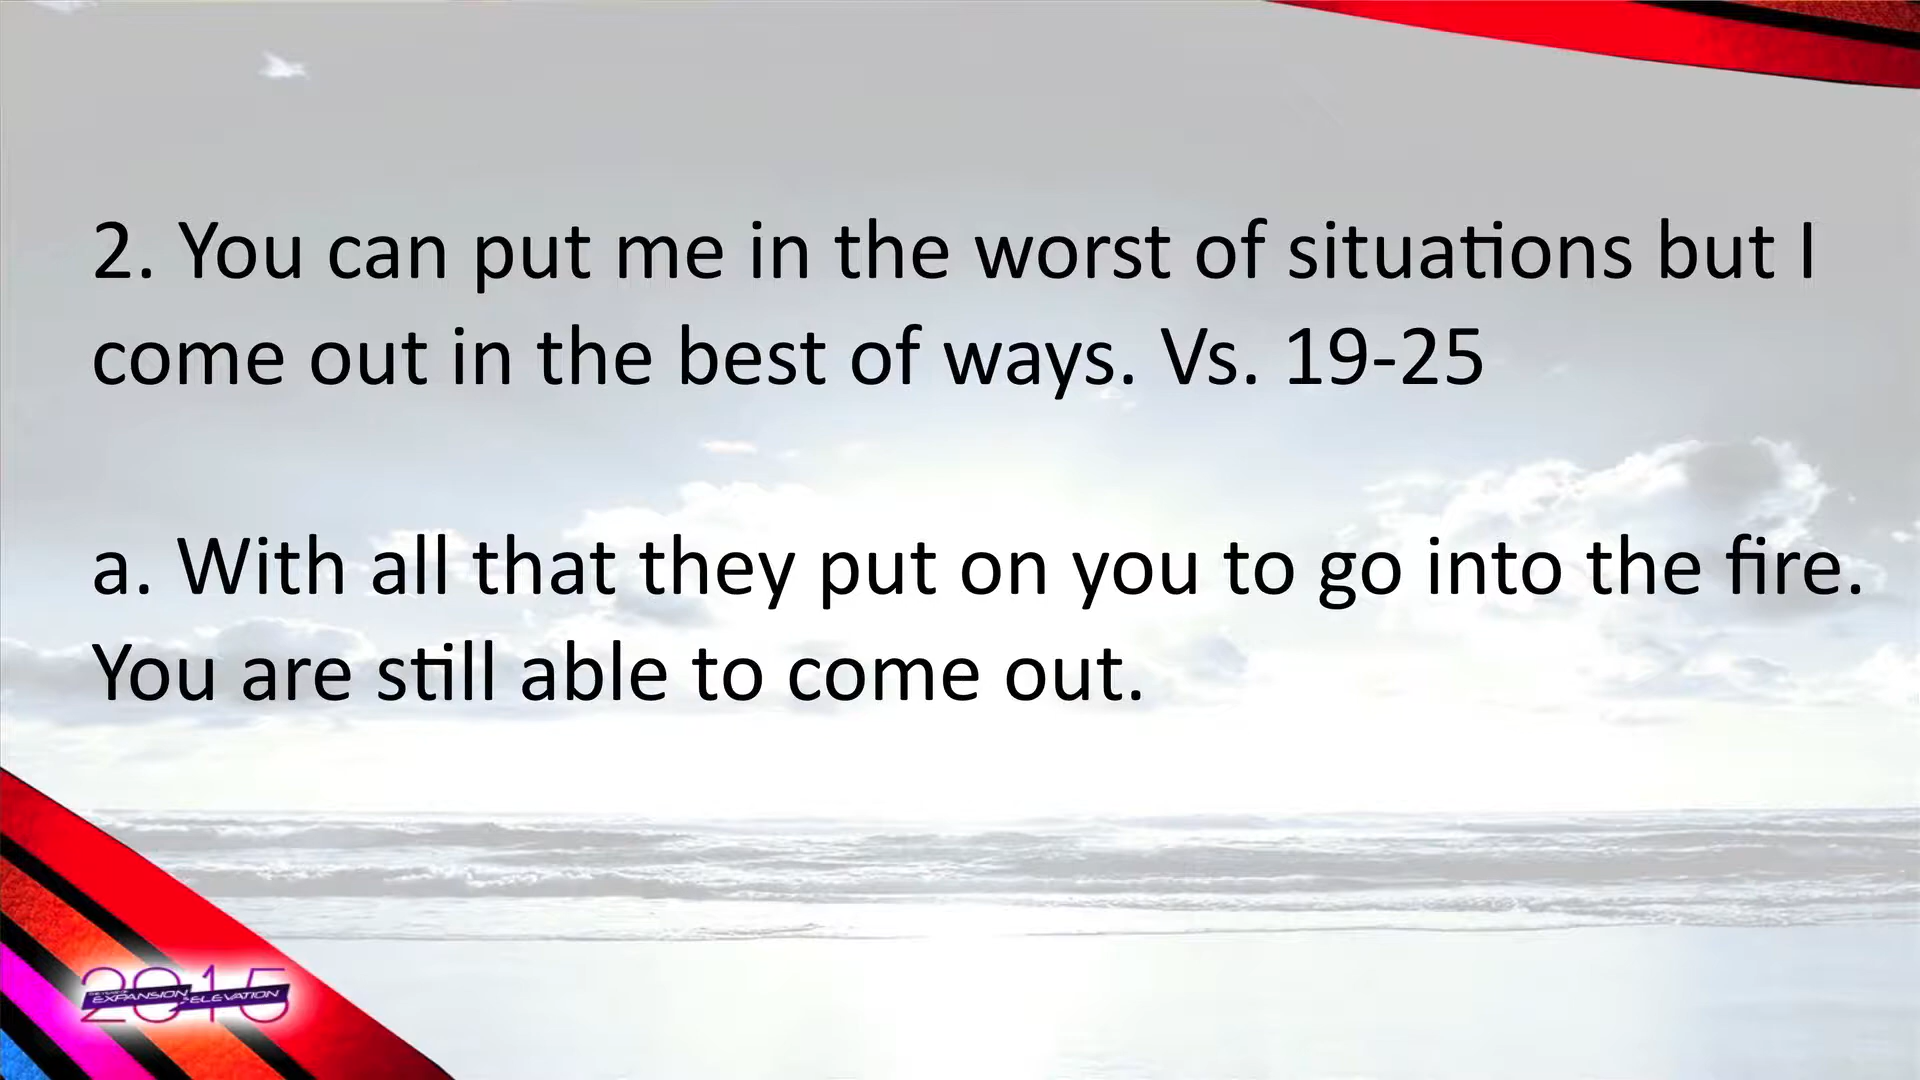 2. You can put me in the worst of situations but I
come out in the best of ways. Vs. 19-25
a. With all that they put on you to go into the fire.
You are still able to come out.
2015
EXPANSION & ELEVATION